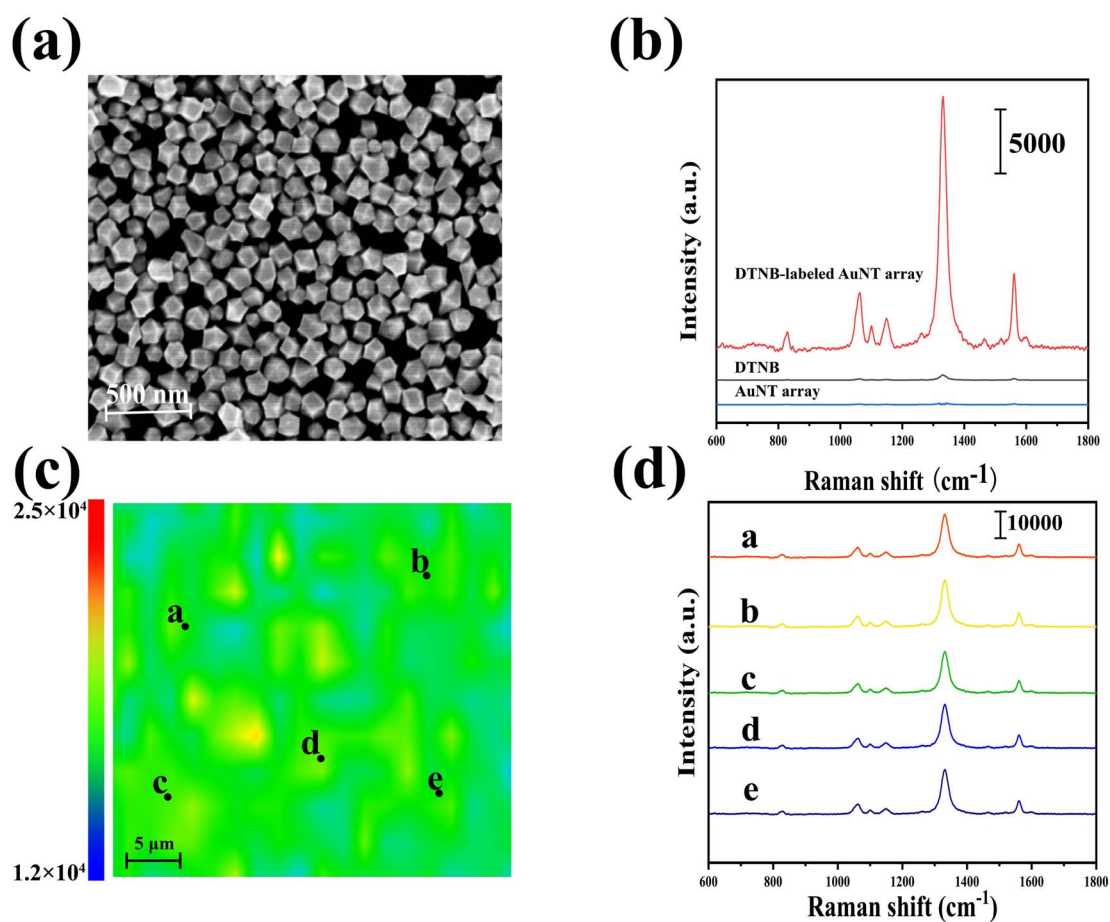 (a)
500 nm
(b)
5000
DTNB-labeled AuNT array
DTNB
AuNT array
Intensity (a.u.)
600 800 1000 1200 1400 1600 1800
Raman shift (cm-1)
(c)
2.5×10⁴
1.2×10⁴
a
b
c
d
e
5 µm
(d)
10000
a
b
c
d
e
Intensity (a.u.)
600 800 1000 1200 1400 1600 1800
Raman shift (cm-1)